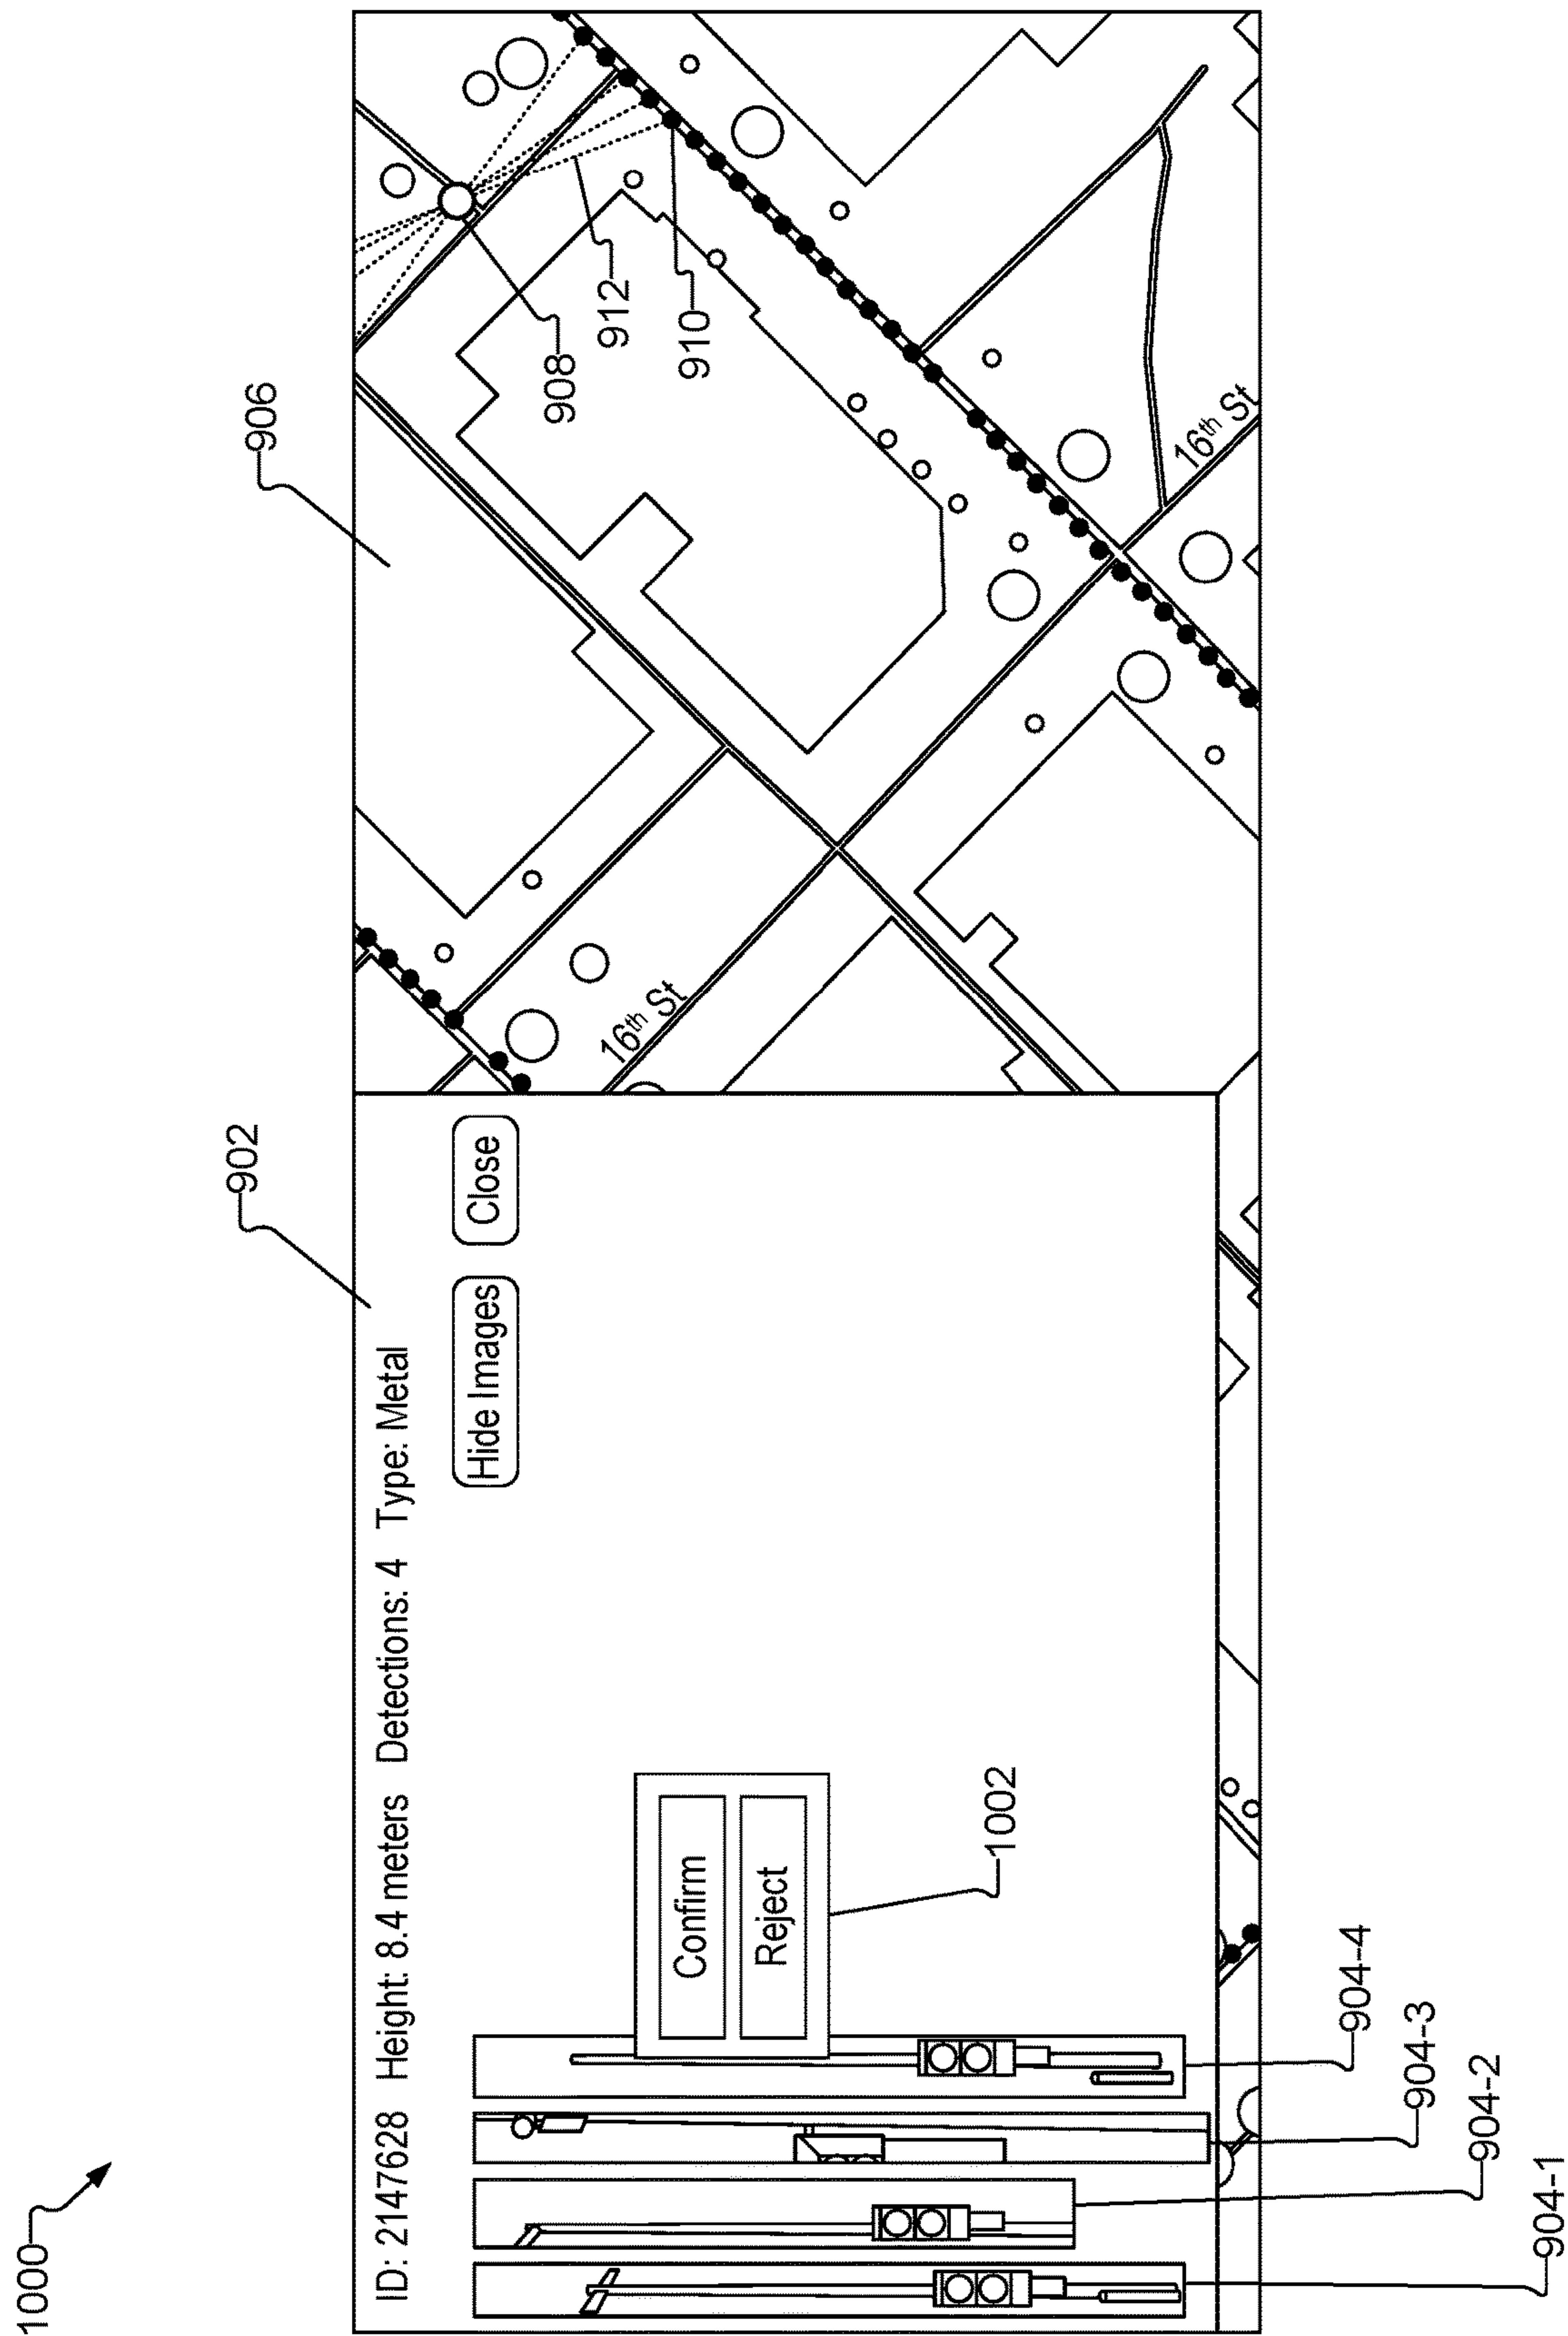 1000
902
906
ID: 2147628 Height: 8.4 meters Detections: 4 Type: Metal
Hide Images
Close
Confirm
Reject
1002
908
912
910
16th St
16th St
904-4
904-3
904-2
904-1